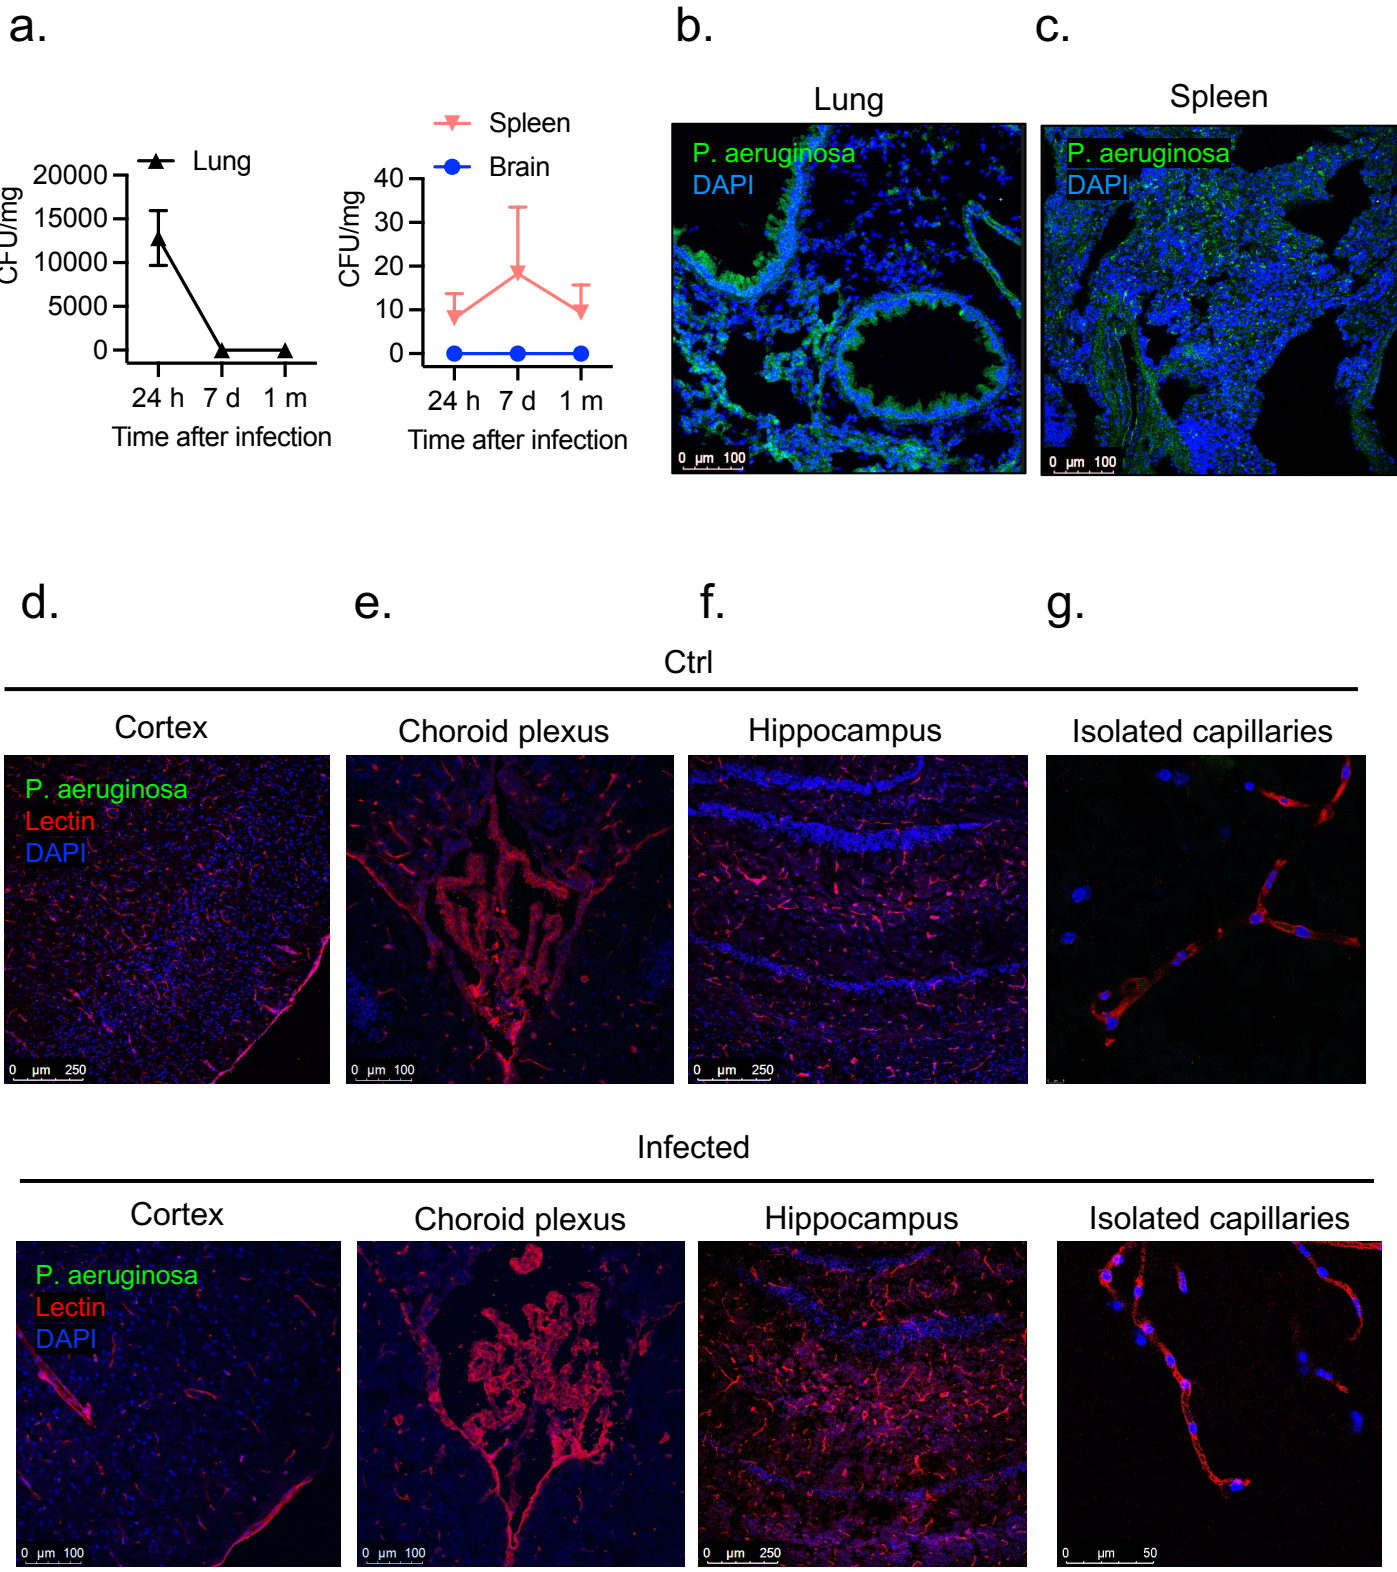 a.
b.
c.
Lung
CFU/mg
20000
15000
10000
5000
0
24 h 7 d 1 m
Time after infection
Spleen
Brain
CFU/mg
40
30
20
10
0
24 h 7 d 1 m
Time after infection
Lung
P. aeruginosa
DAPI
0 µm 100
Spleen
P. aeruginosa
DAPI
0 µm 100
d.
e.
f.
g.
Ctrl
Cortex
Choroid plexus
Hippocampus
Isolated capillaries
P. aeruginosa
Lectin
DAPI
0 µm 250
0 µm 100
0 µm 250
Infected
Cortex
Choroid plexus
Hippocampus
Isolated capillaries
P. aeruginosa
Lectin
DAPI
0 µm 100
0 µm 100
0 µm 250
0 µm 50